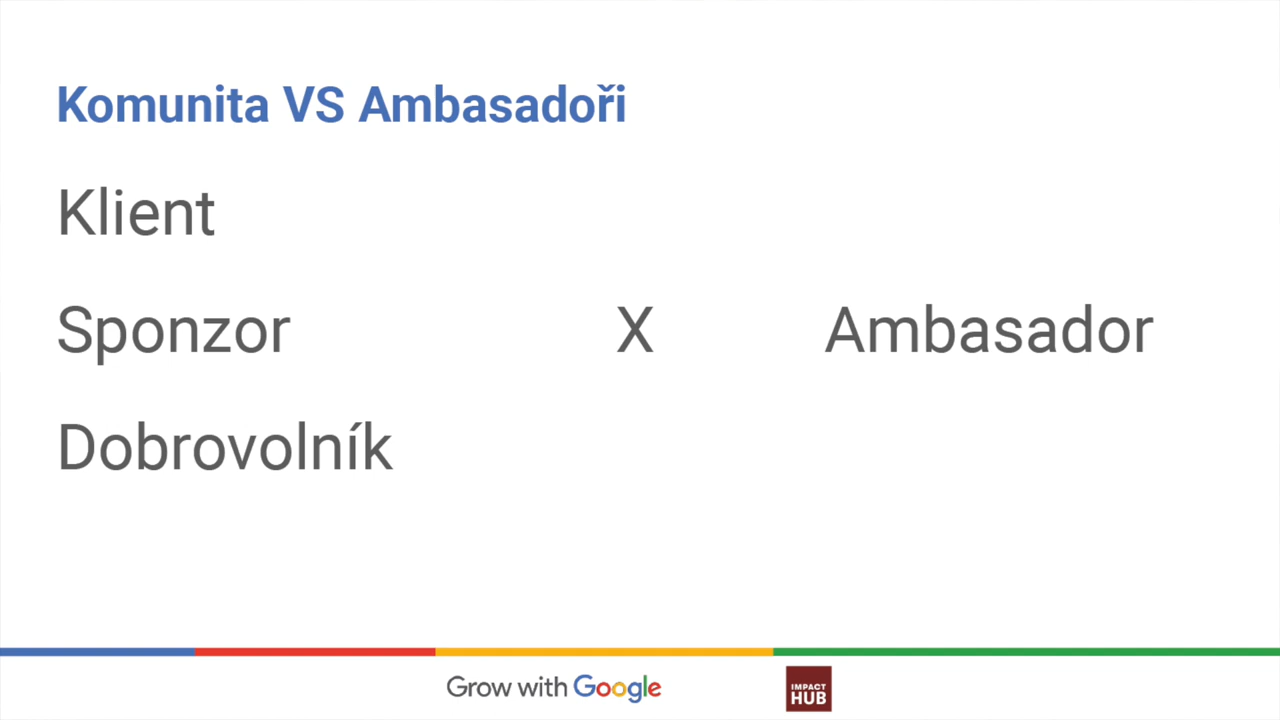 Komunita VS Ambasadoři
Klient
Sponzor X Ambasador
Dobrovolník
Grow with Google
IMPACT
HUB